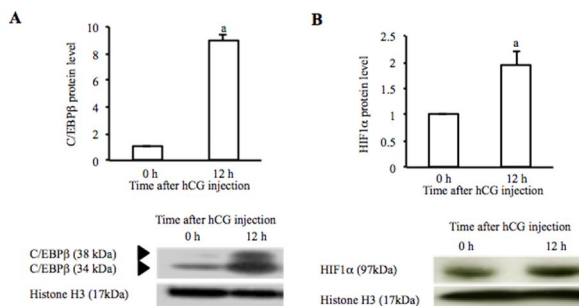 A
C/EBPβ protein level
10
8
6
4
2
0
a
0 h
12 h
Time after hCG injection
Time after hCG injection
0 h
12 h
C/EBPβ (38 kDa)
C/EBPβ (34 kDa)
Histone H3 (17kDa)
B
HIF1α protein level
2.5
2
1.5
1
0.5
0
a
0 h
12 h
Time after hCG injection
Time after hCG injection
0 h
12 h
HIF1α (97kDa)
Histone H3 (17kDa)